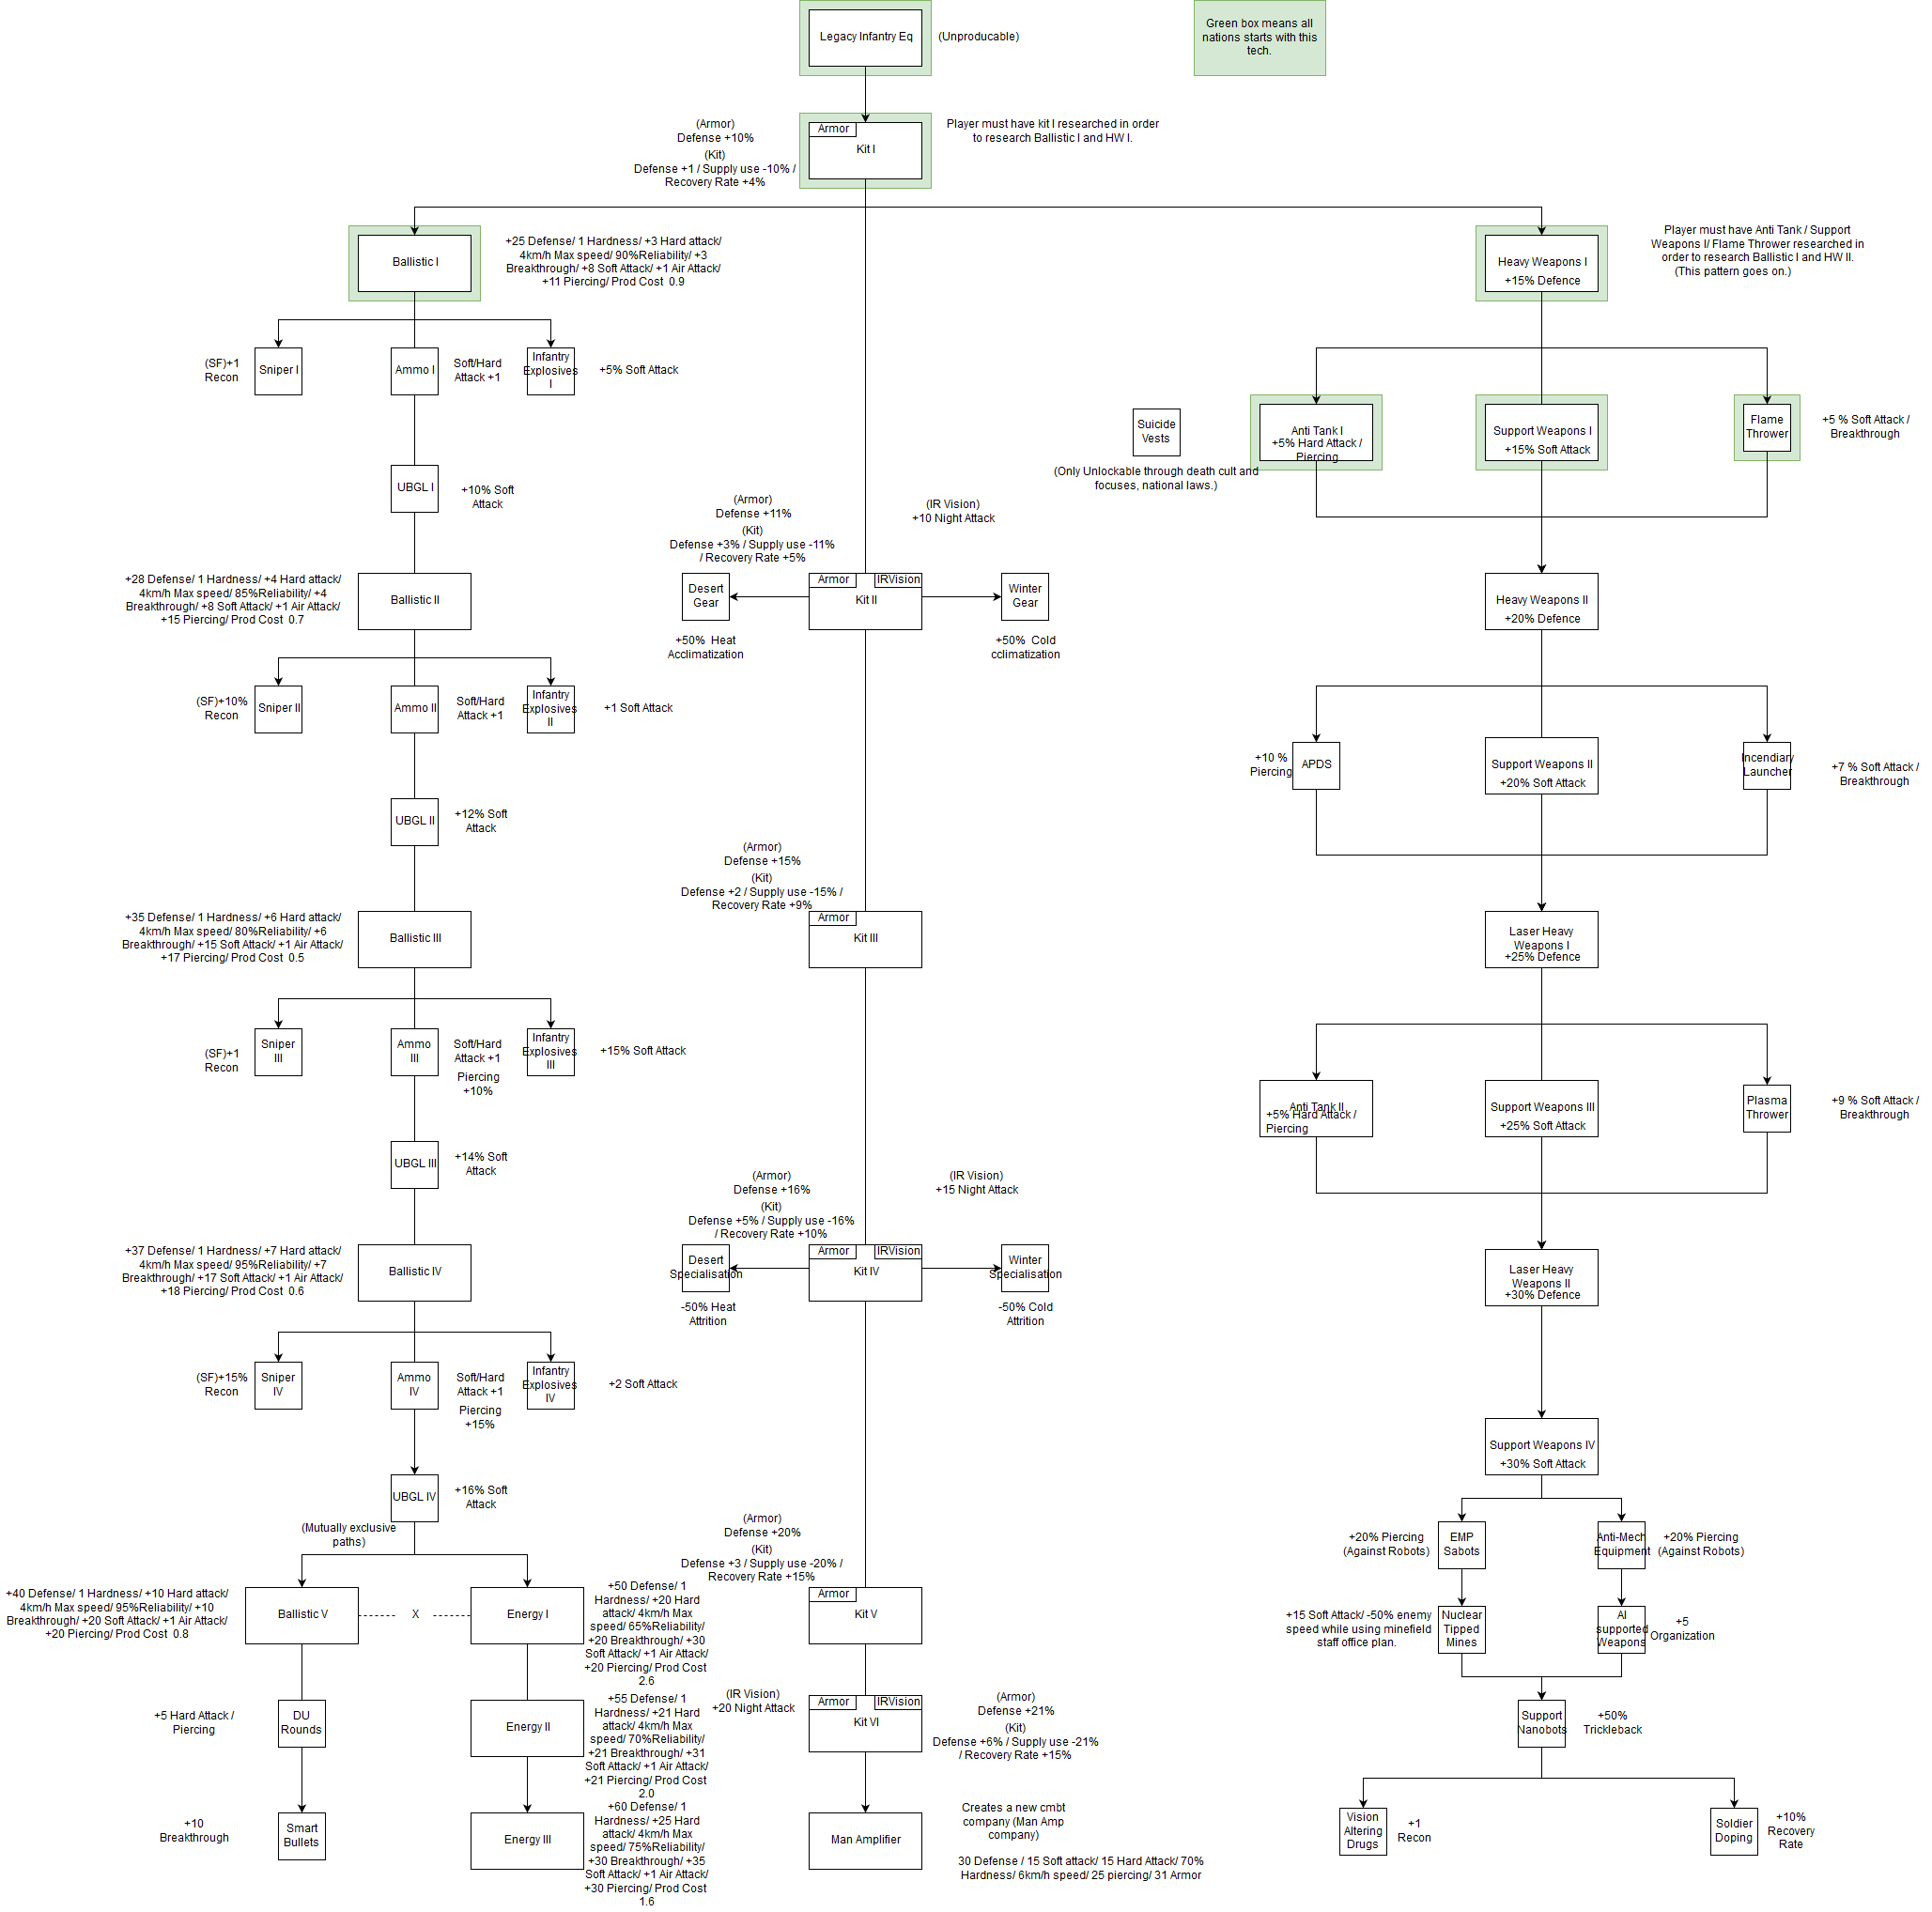 Legacy Infantry Eq
(Unproducable)
Green box means all
nations starts with this
tech.
(Armor)
Defense +10%
(Kit)
Defense +1 / Supply use -10% /
Recovery Rate +4%
Armor
Kit I
Player must have kit I researched in order
to research Ballistic I and HW I.
Ballistic I
+25 Defense/ 1 Hardness/ +3 Hard attack/
4km/h Max speed/ 90%Reliability/ +3
Breakthrough/ +8 Soft Attack/ +1 Air Attack/
+11 Piercing/ Prod Cost  0.9
Heavy Weapons I
+15% Defence
Player must have Anti Tank / Support
Weapons I/ Flame Thrower researched in
order to research Ballistic I and HW II.
(This pattern goes on.)
(SF)+1
Recon
Sniper I
Ammo I
Soft/Hard
Attack +1
Infantry
Explosives
I
+5% Soft Attack
Suicide
Vests
(Only Unlockable through death cult and
focuses, national laws.)
Anti Tank I
+5% Hard Attack /
Piercing
Support Weapons I
+15% Soft Attack
Flame
Thrower
+5 % Soft Attack /
Breakthrough
UBGL I
+10% Soft
Attack
(Armor)
Defense +11%
(Kit)
Defense +3% / Supply use -11%
/ Recovery Rate +5%
(IR Vision)
+10 Night Attack
+28 Defense/ 1 Hardness/ +4 Hard attack/
4km/h Max speed/ 85%Reliability/ +4
Breakthrough/ +8 Soft Attack/ +1 Air Attack/
+15 Piercing/ Prod Cost  0.7
Ballistic II
Desert
Gear
+50%  Heat
Acclimatization
Armor
IRVision
Kit II
Winter
Gear
+50%  Cold
cclimatization
Heavy Weapons II
+20% Defence
(SF)+10%
Recon
Sniper II
Ammo II
Soft/Hard
Attack +1
Infantry
Explosives
II
+1 Soft Attack
+10 %
Piercing
APDS
Support Weapons II
+20% Soft Attack
Incendiary
Launcher
+7 % Soft Attack /
Breakthrough
UBGL II
+12% Soft
Attack
(Armor)
Defense +15%
(Kit)
Defense +2 / Supply use -15% /
Recovery Rate +9%
+35 Defense/ 1 Hardness/ +6 Hard attack/
4km/h Max speed/ 80%Reliability/ +6
Breakthrough/ +15 Soft Attack/ +1 Air Attack/
+17 Piercing/ Prod Cost  0.5
Ballistic III
Armor
Kit III
Laser Heavy
Weapons I
+25% Defence
(SF)+1
Recon
Sniper
III
Ammo
III
Soft/Hard
Attack +1
Piercing
+10%
Infantry
Explosives
III
+15% Soft Attack
Anti Tank II
+5% Hard Attack /
Piercing
Support Weapons III
+25% Soft Attack
Plasma
Thrower
+9 % Soft Attack /
Breakthrough
UBGL III
+14% Soft
Attack
(Armor)
Defense +16%
(Kit)
Defense +5% / Supply use -16%
/ Recovery Rate +10%
(IR Vision)
+15 Night Attack
+37 Defense/ 1 Hardness/ +7 Hard attack/
4km/h Max speed/ 95%Reliability/ +7
Breakthrough/ +17 Soft Attack/ +1 Air Attack/
+18 Piercing/ Prod Cost  0.6
Ballistic IV
Desert
Specialisation
-50% Heat
Attrition
Armor
IRVision
Kit IV
Winter
Specialisation
-50% Cold
Attrition
Laser Heavy
Weapons II
+30% Defence
(SF)+15%
Recon
Sniper
IV
Ammo
IV
Soft/Hard
Attack +1
Piercing
+15%
Infantry
Explosives
IV
+2 Soft Attack
Support Weapons IV
+30% Soft Attack
UBGL IV
+16% Soft
Attack
(Mutually exclusive
paths)
(Armor)
Defense +20%
(Kit)
Defense +3 / Supply use -20% /
Recovery Rate +15%
+20% Piercing
(Against Robots)
EMP
Sabots
Anti-Mech
Equipment
+20% Piercing
(Against Robots)
+40 Defense/ 1 Hardness/ +10 Hard attack/
4km/h Max speed/ 95%Reliability/ +10
Breakthrough/ +20 Soft Attack/ +1 Air Attack/
+20 Piercing/ Prod Cost  0.8
Ballistic V
X
Energy I
+50 Defense/ 1
Hardness/ +20 Hard
attack/ 4km/h Max
speed/ 65%Reliability/
+20 Breakthrough/ +30
Soft Attack/ +1 Air Attack/
+20 Piercing/ Prod Cost
2.6
Armor
Kit V
+15 Soft Attack/ -50% enemy
speed while using minefield
staff office plan.
Nuclear
Tipped
Mines
AI
supported
Weapons
+5
Organization
+5 Hard Attack /
Piercing
DU
Rounds
Energy II
+55 Defense/ 1
Hardness/ +21 Hard
attack/ 4km/h Max
speed/ 70%Reliability/
+21 Breakthrough/ +31
Soft Attack/ +1 Air Attack/
+21 Piercing/ Prod Cost
2.0
(IR Vision)
+20 Night Attack
Armor
IRVision
Kit VI
(Armor)
Defense +21%
(Kit)
Defense +6% / Supply use -21%
/ Recovery Rate +15%
Support
Nanobots
+50%
Trickleback
+10
Breakthrough
Smart
Bullets
Energy III
+60 Defense/ 1
Hardness/ +25 Hard
attack/ 4km/h Max
speed/ 75%Reliability/
+30 Breakthrough/ +35
Soft Attack/ +1 Air Attack/
+30 Piercing/ Prod Cost
1.6
Man Amplifier
Creates a new cmbt
company (Man Amp
company)
30 Defense / 15 Soft attack/ 15 Hard Attack/ 70%
Hardness/ 6km/h speed/ 25 piercing/ 31 Armor
Vision
Altering
Drugs
+1
Recon
Soldier
Doping
+10%
Recovery
Rate